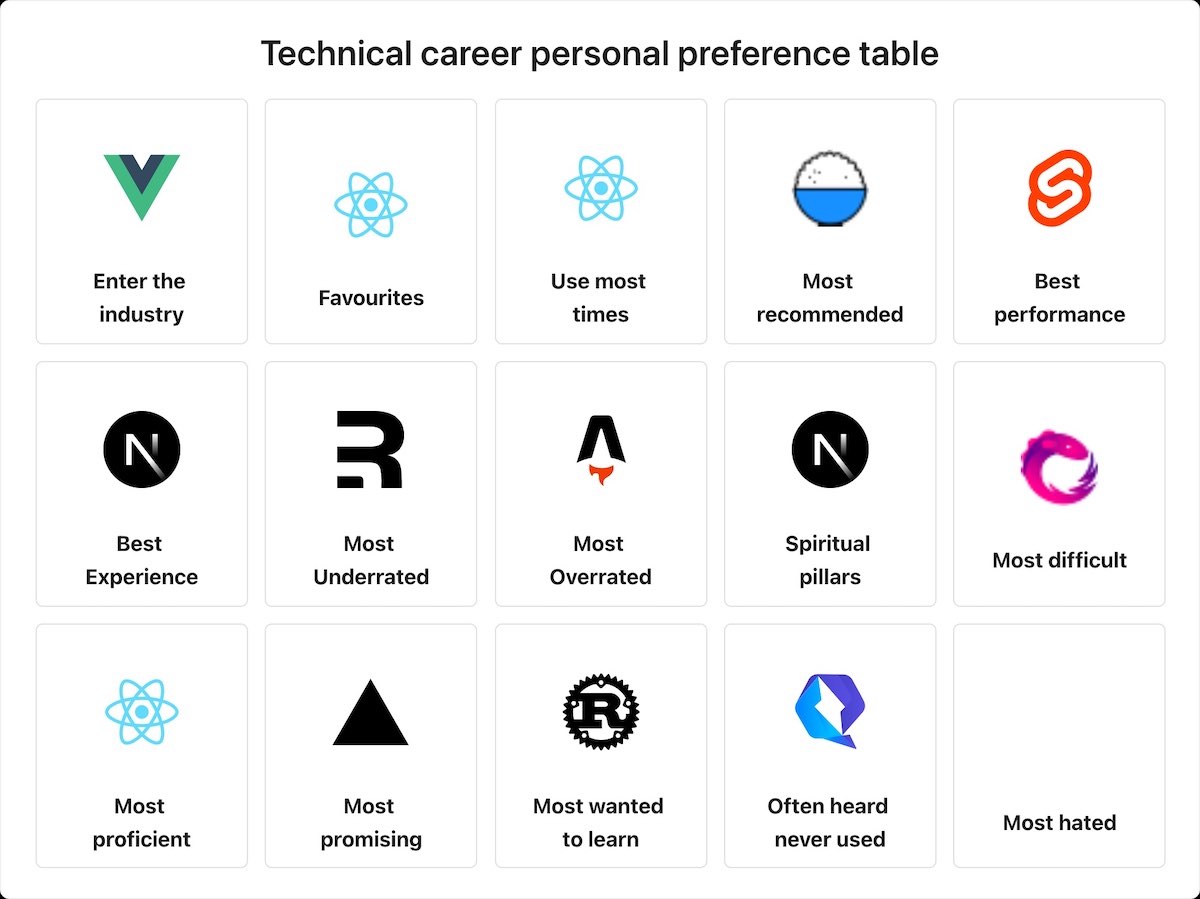 Technical career personal preference table
Enter the
industry
Favourites
Use most
times
Most
recommended
Best
performance
Best
Experience
Most
Underrated
Most
Overrated
Spiritual
pillars
Most difficult
Most
proficient
Most
promising
Most wanted
to learn
Often heard
never used
Most hated